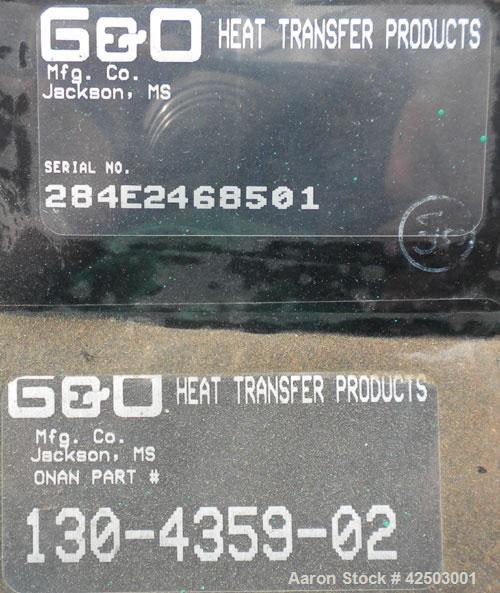 G&O HEAT TRANSFER PRODUCTS
Mfg. Co.
Jackson, MS
SERIAL NO.
284E2468501
G&O. HEAT TRANSFER PRODUCTS
Mfg. Co.
Jackson, MS
ONAN PART #
130-4359-02
Aaron Stock # 42503001